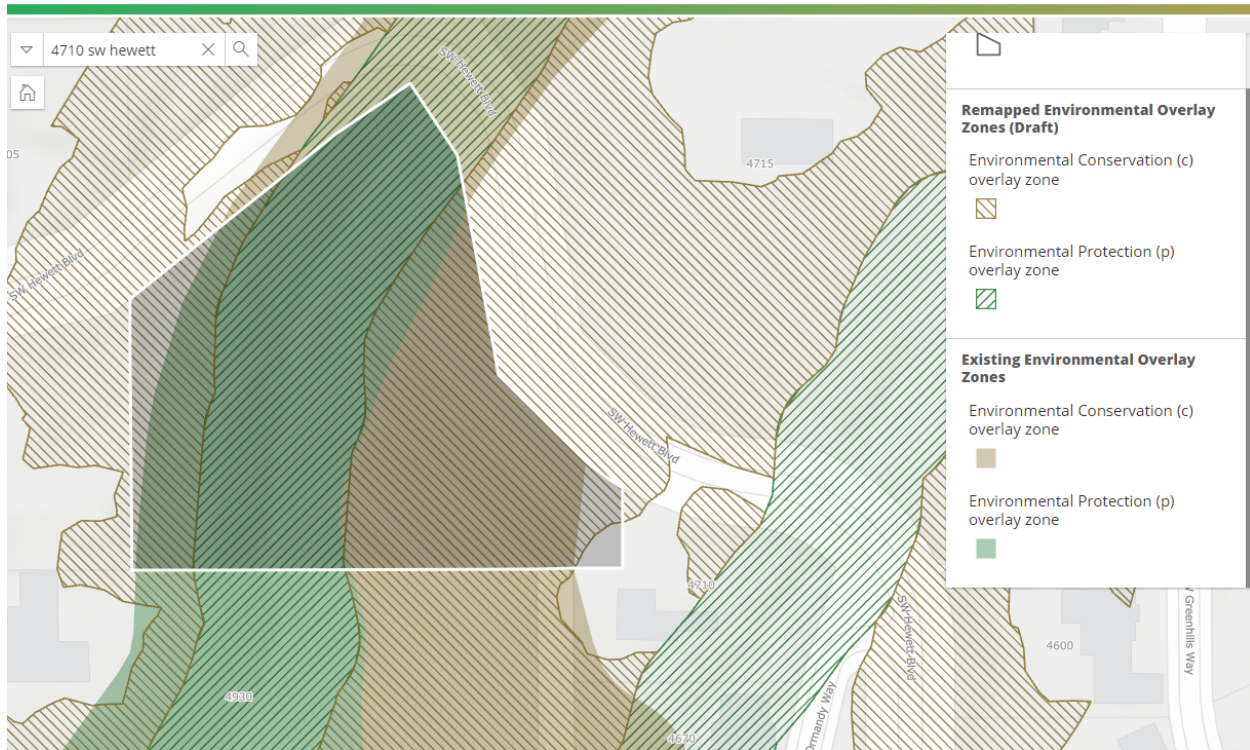 4710 sw hewett
SW Hewett Blvd
05
4715
SW Hewett Blvd
SW Hewett Blvd
4710
SW Hewett Blvd
4600
W Greenhills Way
4930
ormandy Way
4670
Remapped Environmental Overlay
Zones (Draft)
Environmental Conservation (c)
overlay zone
Environmental Protection (p)
overlay zone
Existing Environmental Overlay
Zones
Environmental Conservation (c)
overlay zone
Environmental Protection (p)
overlay zone